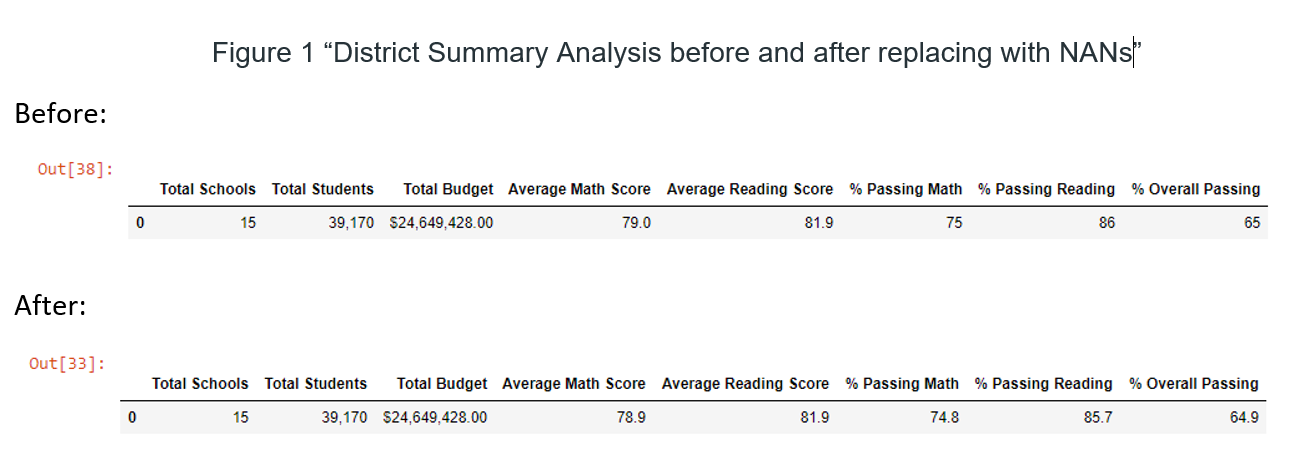 Figure 1 “District Summary Analysis before and after replacing with NANs”
Before:
Out[38]:
Total Schools Total Students Total Budget Average Math Score Average Reading Score % Passing Math % Passing Reading % Overall Passing
0 15 39,170 $24,649,428.00 79.0 81.9 75 86 65
After:
Out[33]:
Total Schools Total Students Total Budget Average Math Score Average Reading Score % Passing Math % Passing Reading % Overall Passing
0 15 39,170 $24,649,428.00 78.9 81.9 74.8 85.7 64.9